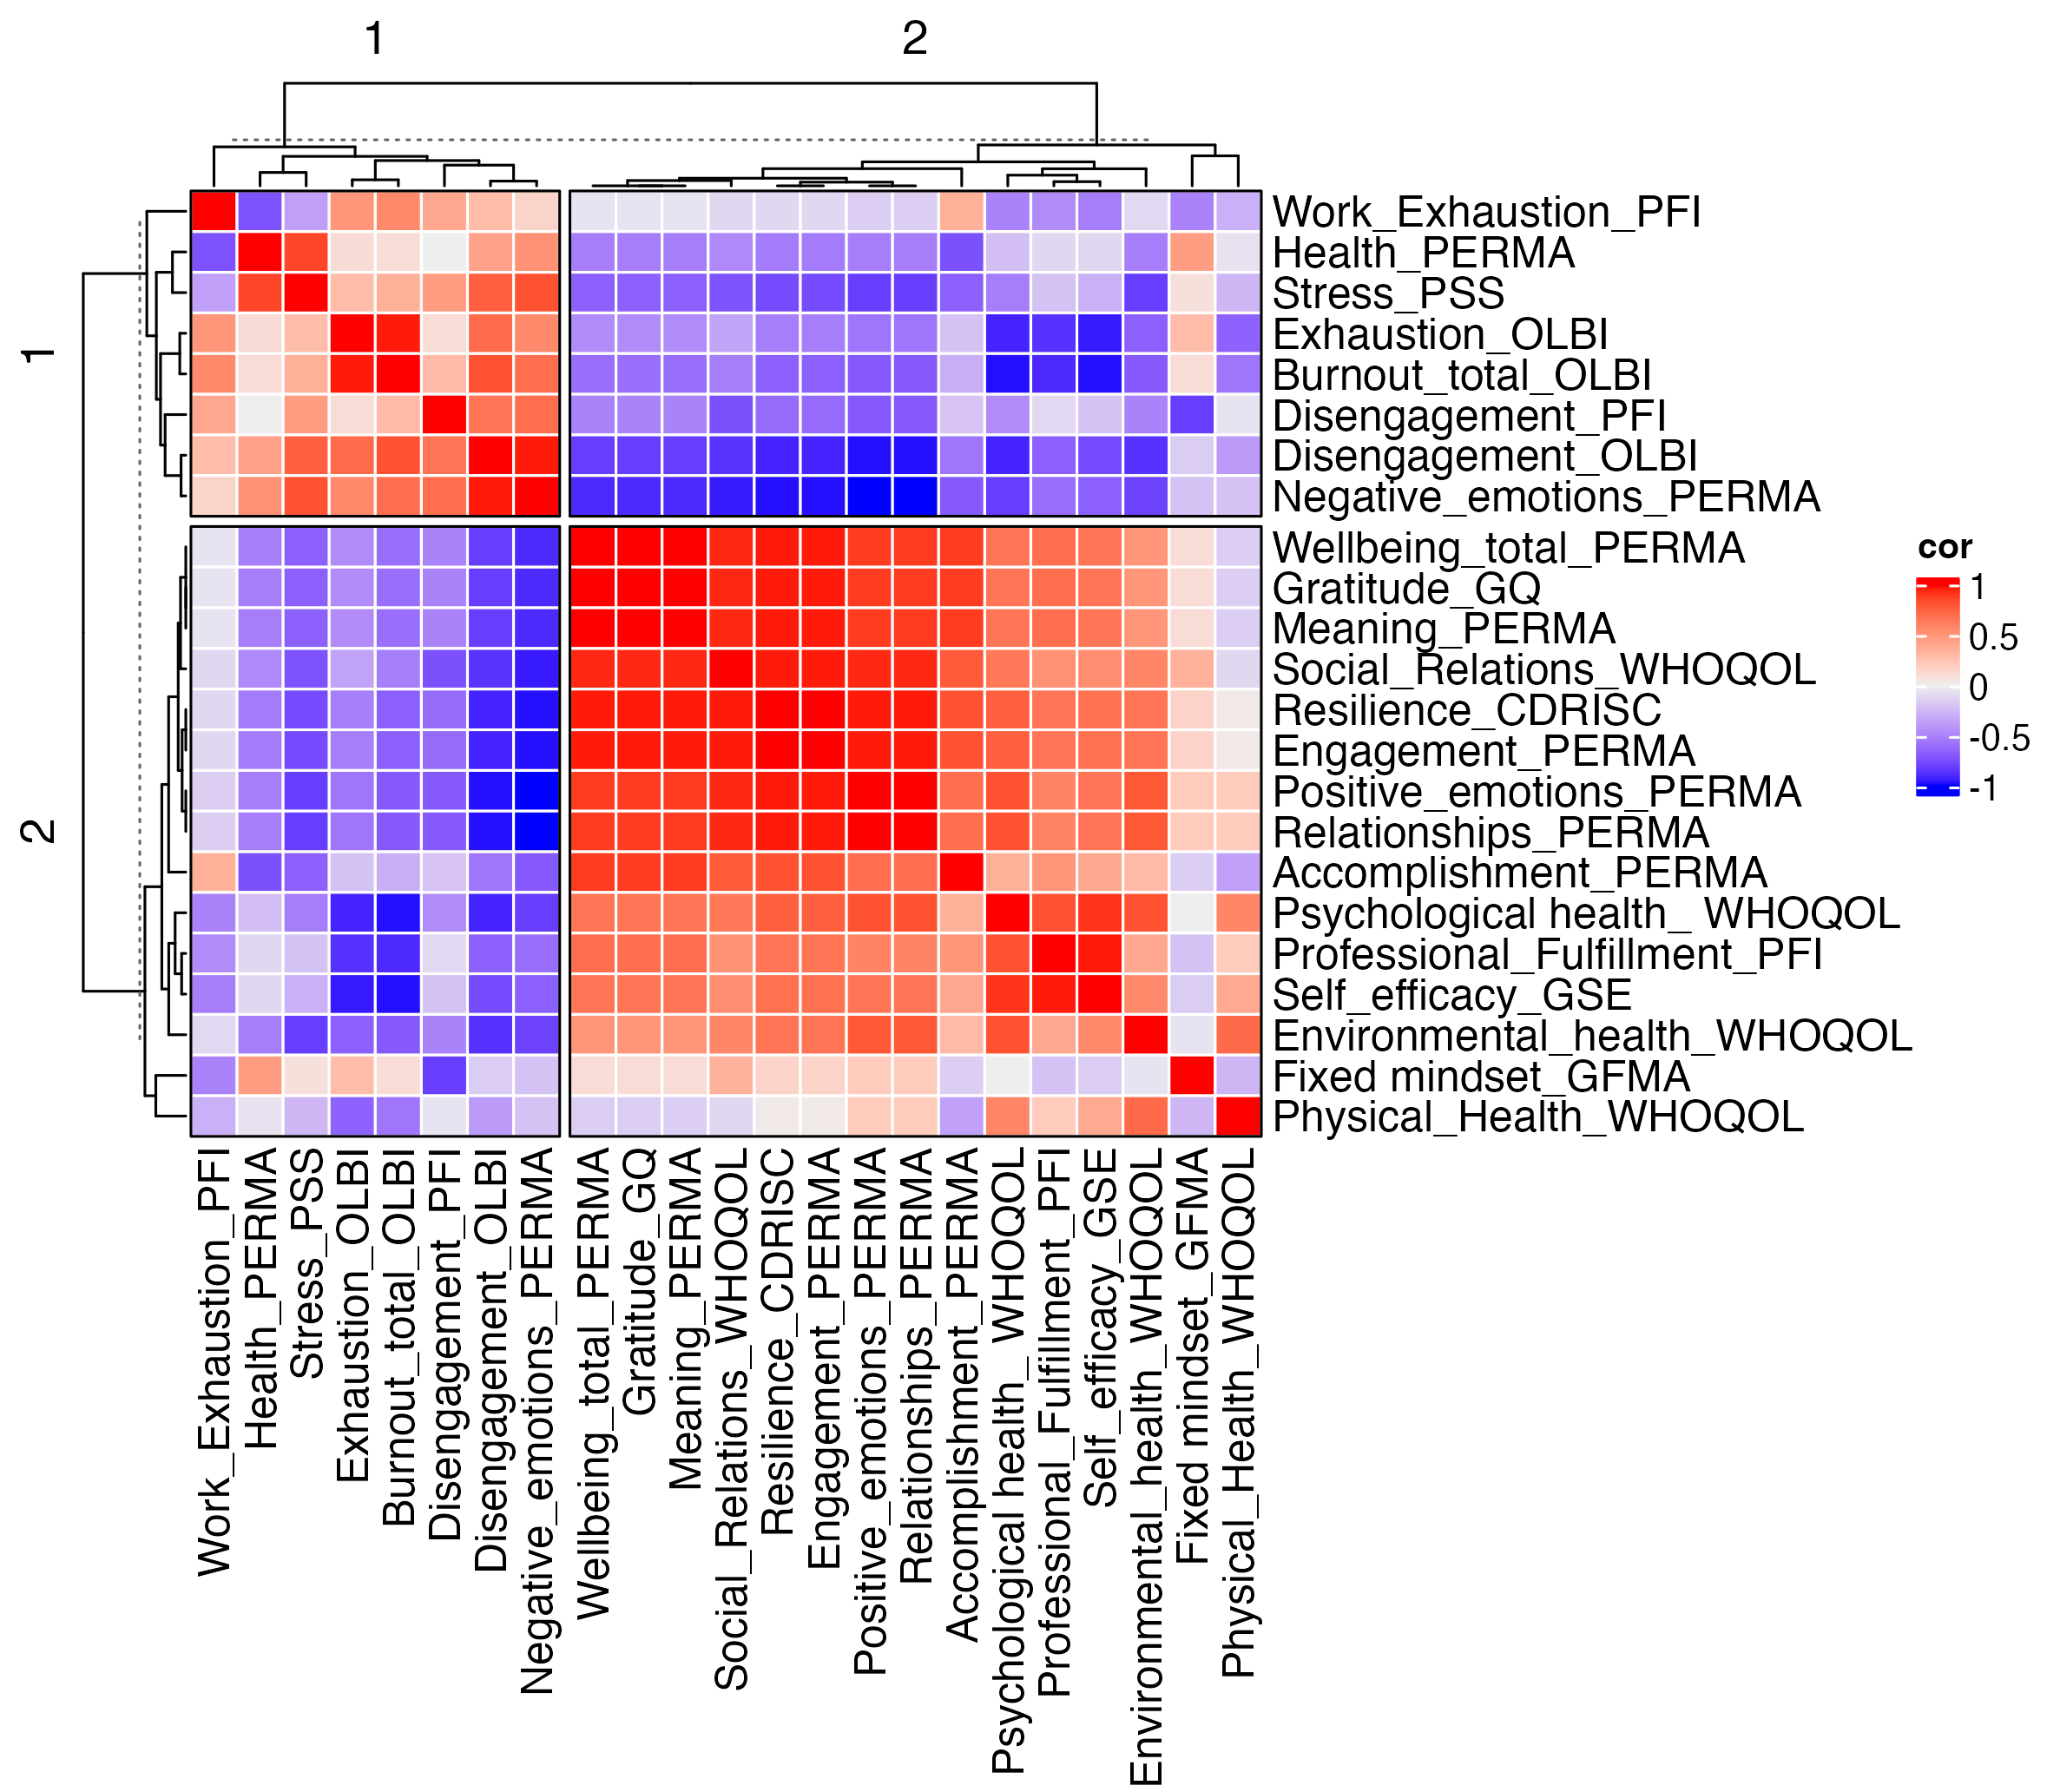 1
2
1
2
Work_Exhaustion_PFI
Health_PERMA
Stress_PSS
Exhaustion_OLBI
Burnout_total_OLBI
Disengagement_PFI
Disengagement_OLBI
Negative_emotions_PERMA
Wellbeing_total_PERMA
Gratitude_GQ
Meaning_PERMA
Social_Relations_WHOQOL
Resilience_CDRISC
Engagement_PERMA
Positive_emotions_PERMA
Relationships_PERMA
Accomplishment_PERMA
Psychological health_ WHOQOL
Professional_Fulfillment_PFI
Self_efficacy_GSE
Environmental_health_WHOQOL
Fixed mindset_GFMA
Physical_Health_WHOQOL
cor
1
0.5
0
-0.5
-1
Work_Exhaustion_PFI
Health_PERMA
Stress_PSS
Exhaustion_OLBI
Burnout_total_OLBI
Disengagement_PFI
Disengagement_OLBI
Negative_emotions_PERMA
Wellbeing_total_PERMA
Gratitude_GQ
Meaning_PERMA
Social_Relations_WHOQOL
Resilience_CDRISC
Engagement_PERMA
Positive_emotions_PERMA
Relationships_PERMA
Accomplishment_PERMA
Psychological health_ WHOQOL
Professional_Fulfillment_PFI
Self_efficacy_GSE
Environmental_health_WHOQOL
Fixed mindset_GFMA
Physical_Health_WHOQOL